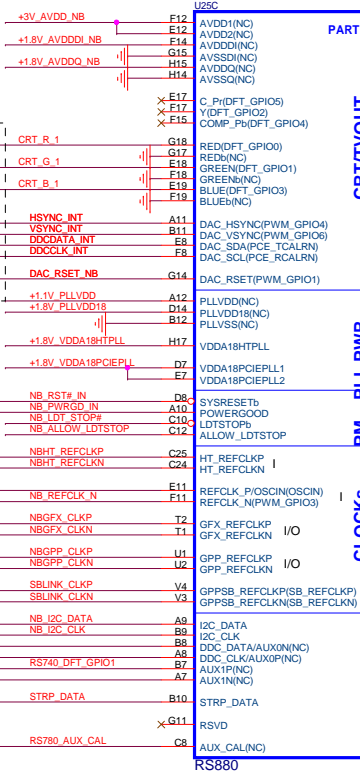 U25C
PART
+3V_AVDD_NB F12 AVDD1(NC)
E12 AVDD2(NC)
+1.8V_AVDDDI_NB F14 AVDDDI(NC)
G15 AVSSDI(NC)
+1.8V_AVDDQ_NB H15 AVDDQ(NC)
H14 AVSSQ(NC)
E17 C_Pr(DFT_GPIO5)
F17 Y(DFT_GPIO2)
F15 COMP_Pb(DFT_GPIO4)
CRT_R_1 G18 RED(DFT_GPIO0)
G17 REDb(NC)
CRT_G_1 E18 GREEN(DFT_GPIO1)
F18 GREENb(NC)
CRT_B_1 E19 BLUE(DFT_GPIO3)
F19 BLUEb(NC)
CRT/TVOUT
HSYNC_INT A11 DAC_HSYNC(PWM_GPIO4)
VSYNC_INT B11 DAC_VSYNC(PWM_GPIO6)
DDCDATA_INT E8 DAC_SDA(PCE_TCALRN)
DDCCLK_INT F8 DAC_SCL(PCE_RCALRN)
DAC_RSET_NB G14 DAC_RSET(PWM_GPIO1)
+1.1V_PLLVDD A12 PLLVDD(NC)
+1.8V_PLLVDD18 D14 PLLVDD18(NC)
B12 PLLVSS(NC)
+1.8V_VDDA18HTPLL H17 VDDA18HTPLL
+1.8V_VDDA18PCIEPLL D7 VDDA18PCIEPLL1
E7 VDDA18PCIEPLL2
PM PLL PWR
NB_RST#_IN D8 SYSRESETb
NB_PWRGD_IN A10 POWERGOOD
NB_LDT_STOP# C10 LDTSTOPb
NB_ALLOW_LDTSTOP C12 ALLOW_LDTSTOP
NBHT_REFCLKP C25 HT_REFCLKP I
NBHT_REFCLKN C24 HT_REFCLKN
E11 REFCLK_P/OSCIN(OSCIN) I
NB_REFCLK_N F11 REFCLK_N(PWM_GPIO3)
NBGFX_CLKP T2 GFX_REFCLKP I/O
NBGFX_CLKN T1 GFX_REFCLKN
CLOCKs
NBGPP_CLKP U1 GPP_REFCLKP I/O
NBGPP_CLKN U2 GPP_REFCLKN
SBLINK_CLKP V4 GPPSB_REFCLKP(SB_REFCLKP)
SBLINK_CLKN V3 GPPSB_REFCLKN(SB_REFCLKN)
NB_I2C_DATA A9 I2C_DATA
NB_I2C_CLK B9 I2C_CLK
B8 DDC_DATA/AUX0N(NC)
A8 DDC_CLK/AUX0P(NC)
RS740_DFT_GPIO1 B7 AUX1P(NC)
A7 AUX1N(NC)
STRP_DATA B10 STRP_DATA
G11 RSVD
RS780_AUX_CAL C8 AUX_CAL(NC)
RS880